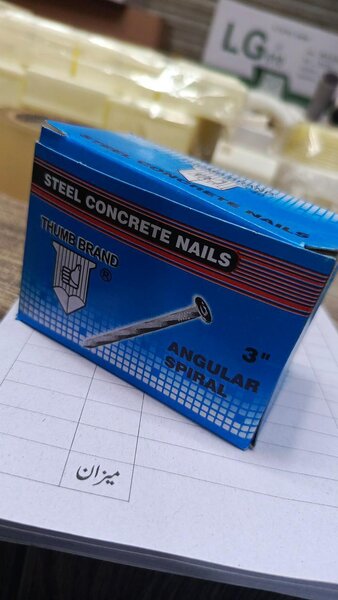 LG
STEEL CONCRETE NAILS
STEEL CONCRETE NAILS
THUMB BRAND
®
3"
ANGULAR
SPIRAL
میزان